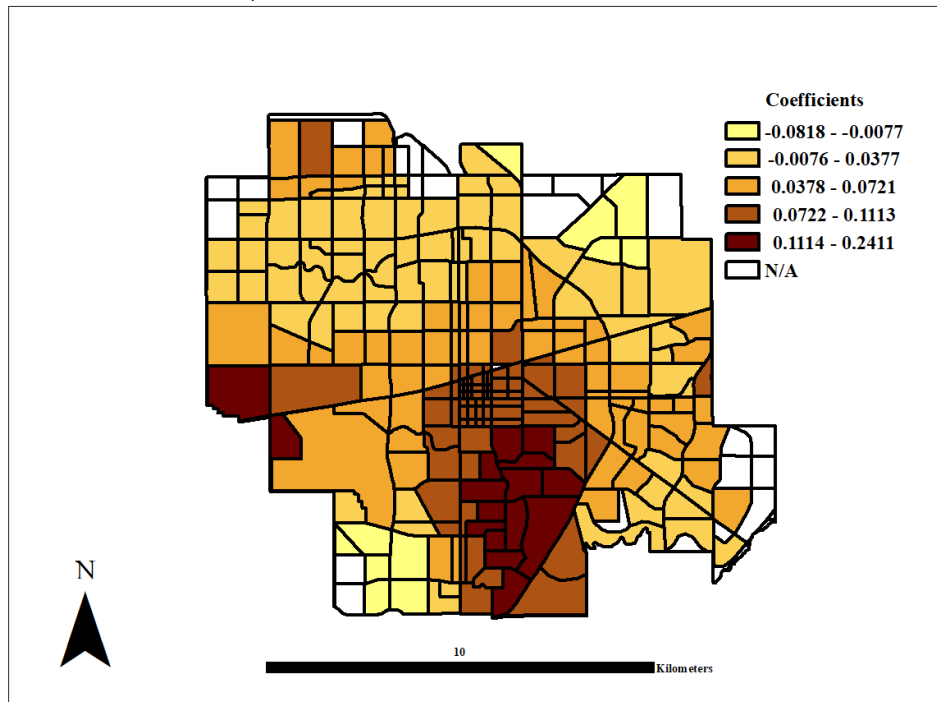 Coefficients
-0.0818 - -0.0077
-0.0076 - 0.0377
0.0378 - 0.0721
0.0722 - 0.1113
0.1114 - 0.2411
N/A
N
10
Kilometers